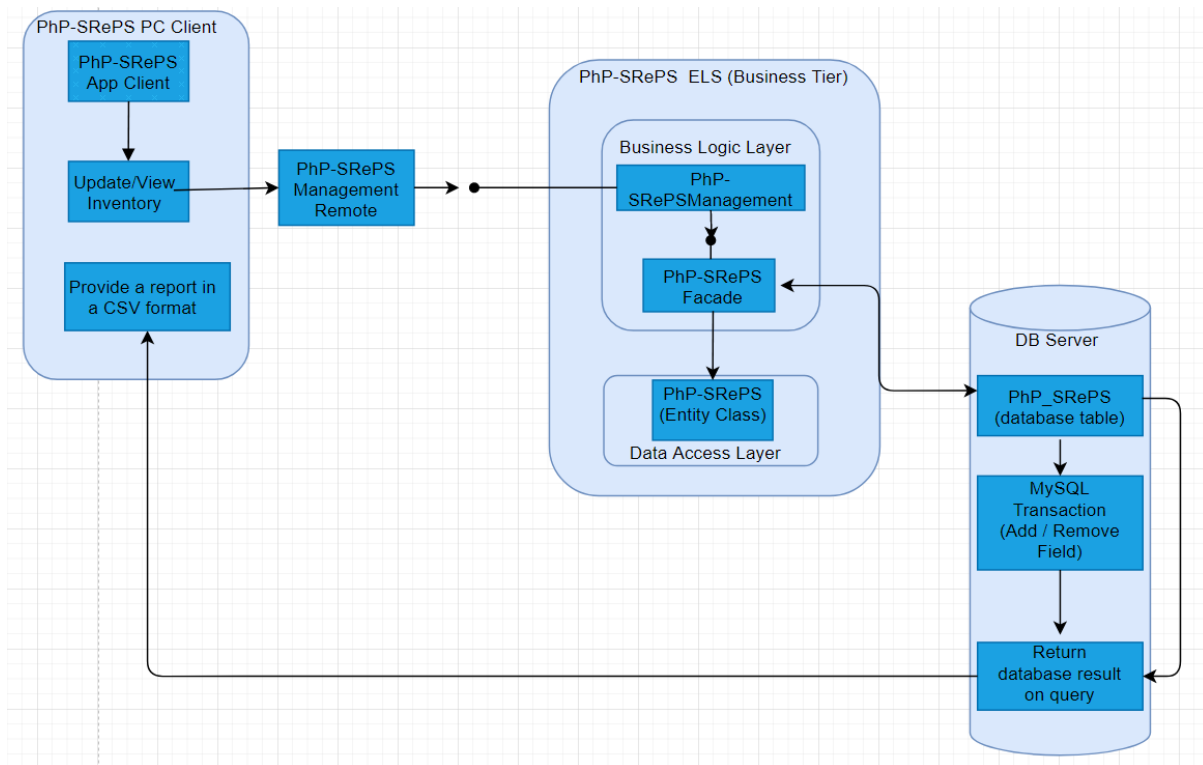 PhP-SRePS PC Client
PhP-SRePS
App Client
Update/View
Inventory
Provide a report in
a CSV format
PhP-SRePS
Management
Remote
PhP-SRePS  ELS (Business Tier)
Business Logic Layer
PhP-
SRePSManagement
PhP-SRePS
Facade
PhP-SRePS
(Entity Class)
Data Access Layer
DB Server
PhP_SRePS
(database table)
MySQL
Transaction
(Add / Remove
Field)
Return
database result
on query